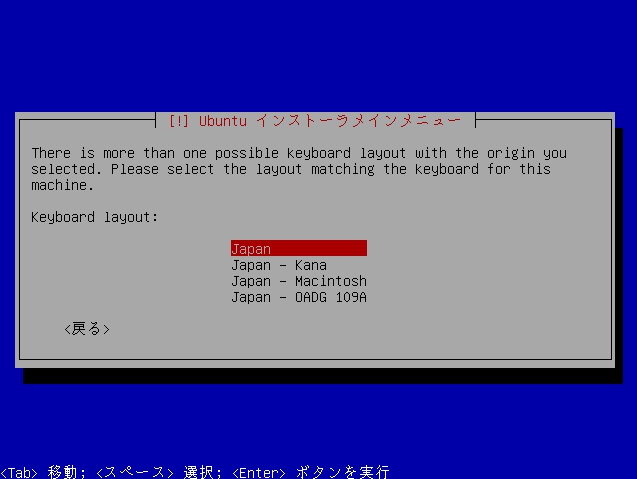 [!] Ubuntu インストーラメインメニュー
There is more than one possible keyboard layout with the origin you
selected. Please select the layout matching the keyboard for this
machine.
Keyboard layout:
Japan
Japan - Kana
Japan - Macintosh
Japan - OADG 109A
<戻る>
<Tab> 移動; <スペース> 選択; <Enter> ボタンを実行